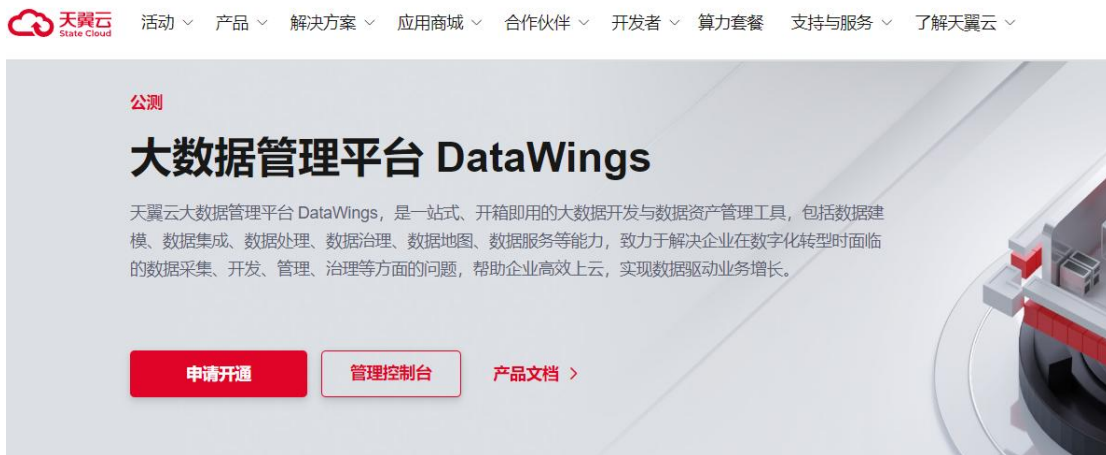 天翼云 活动 产品 解决方案 应用商城 合作伙伴 开发者 算力套餐 支持与服务 了解天翼云
State Cloud
公测
大数据管理平台 DataWings
天翼云大数据管理平台 DataWings，是一站式、开箱即用的大数据开发与数据资产管理工具，包括数据建
模、数据集成、数据处理、数据治理、数据地图、数据服务等能力，致力于解决企业在数字化转型时面临
的数据采集、开发、管理、治理等方面的问题，帮助企业高效上云，实现数据驱动业务增长。
申请开通 管理控制台 产品文档 >